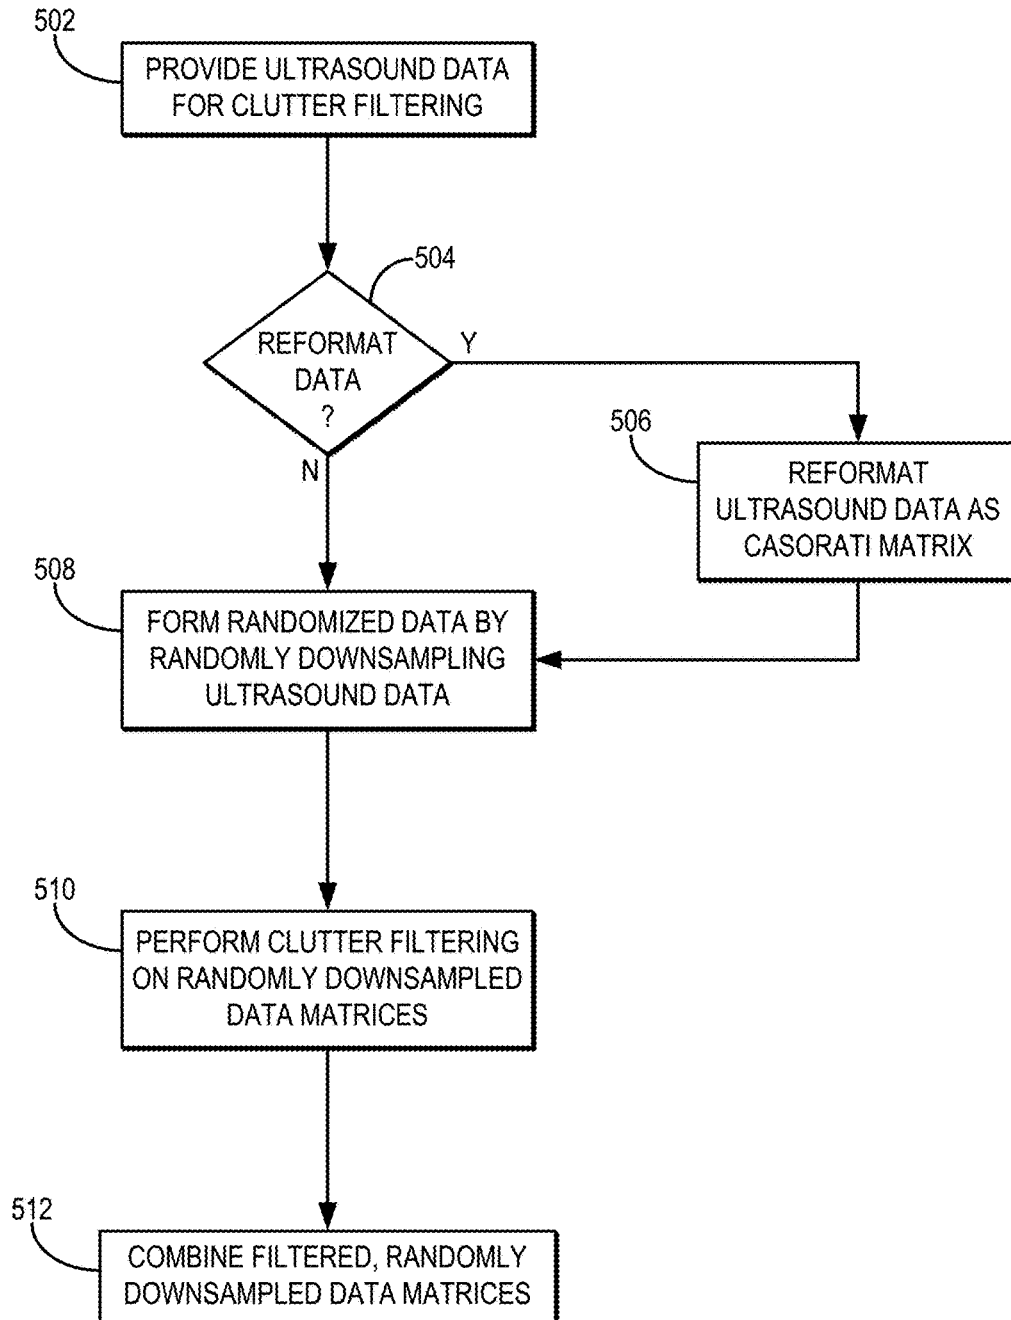 502
PROVIDE ULTRASOUND DATA
FOR CLUTTER FILTERING
504
REFORMAT
DATA
?
Y
N
506
REFORMAT
ULTRASOUND DATA AS
CASORATI MATRIX
508
FORM RANDOMIZED DATA BY
RANDOMLY DOWNSAMPLING
ULTRASOUND DATA
510
PERFORM CLUTTER FILTERING
ON RANDOMLY DOWNSAMPLED
DATA MATRICES
512
COMBINE FILTERED, RANDOMLY
DOWNSAMPLED DATA MATRICES